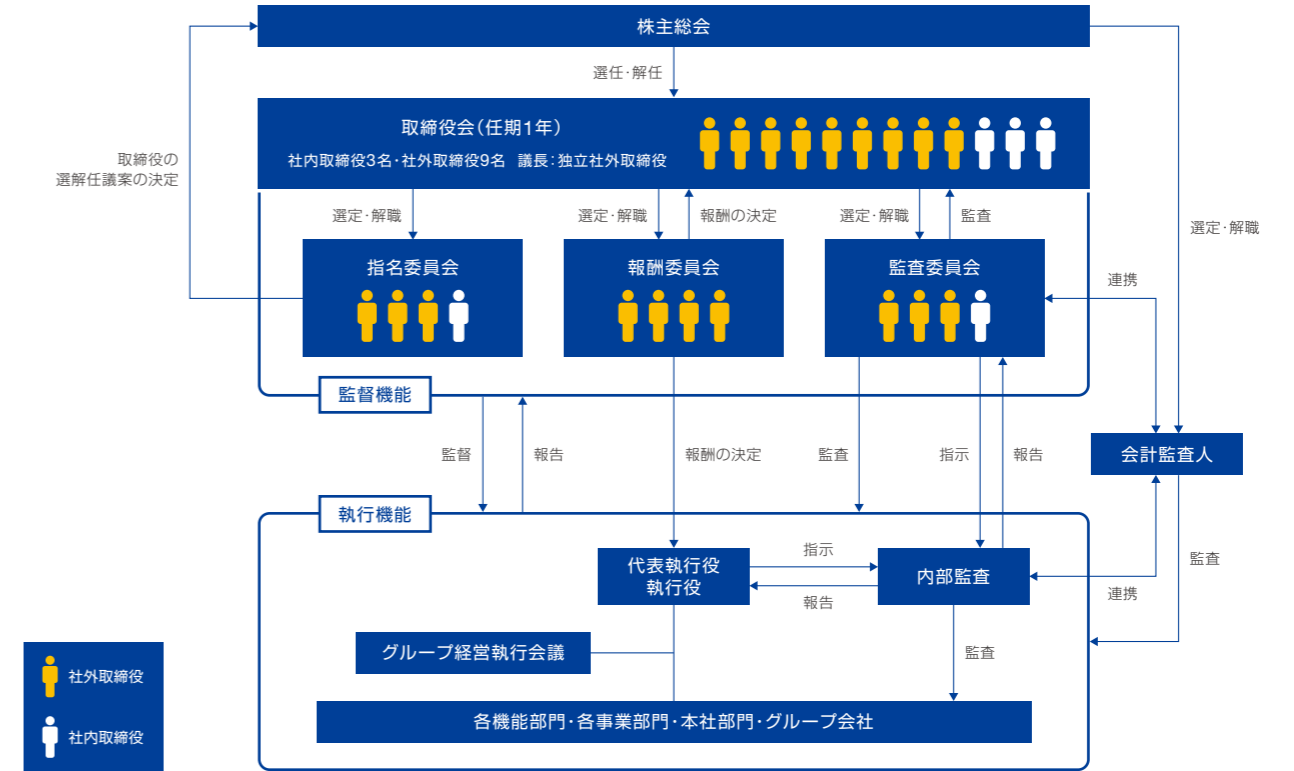 株主総会
選任・解任
取締役会（任期1年）
社内取締役3名・社外取締役9名 議長：独立社外取締役
取締役の
選解任議案の決定
選定・解職
選定・解職
報酬の決定
選定・解職
監査
選定・解職
指名委員会
報酬委員会
監査委員会
連携
監督機能
監督
報告
報酬の決定
監査
指示
報告
会計監査人
執行機能
代表執行役
執行役
指示
報告
内部監査
連携
監査
グループ経営執行会議
監査
各機能部門・各事業部門・本社部門・グループ会社
社外取締役
社内取締役